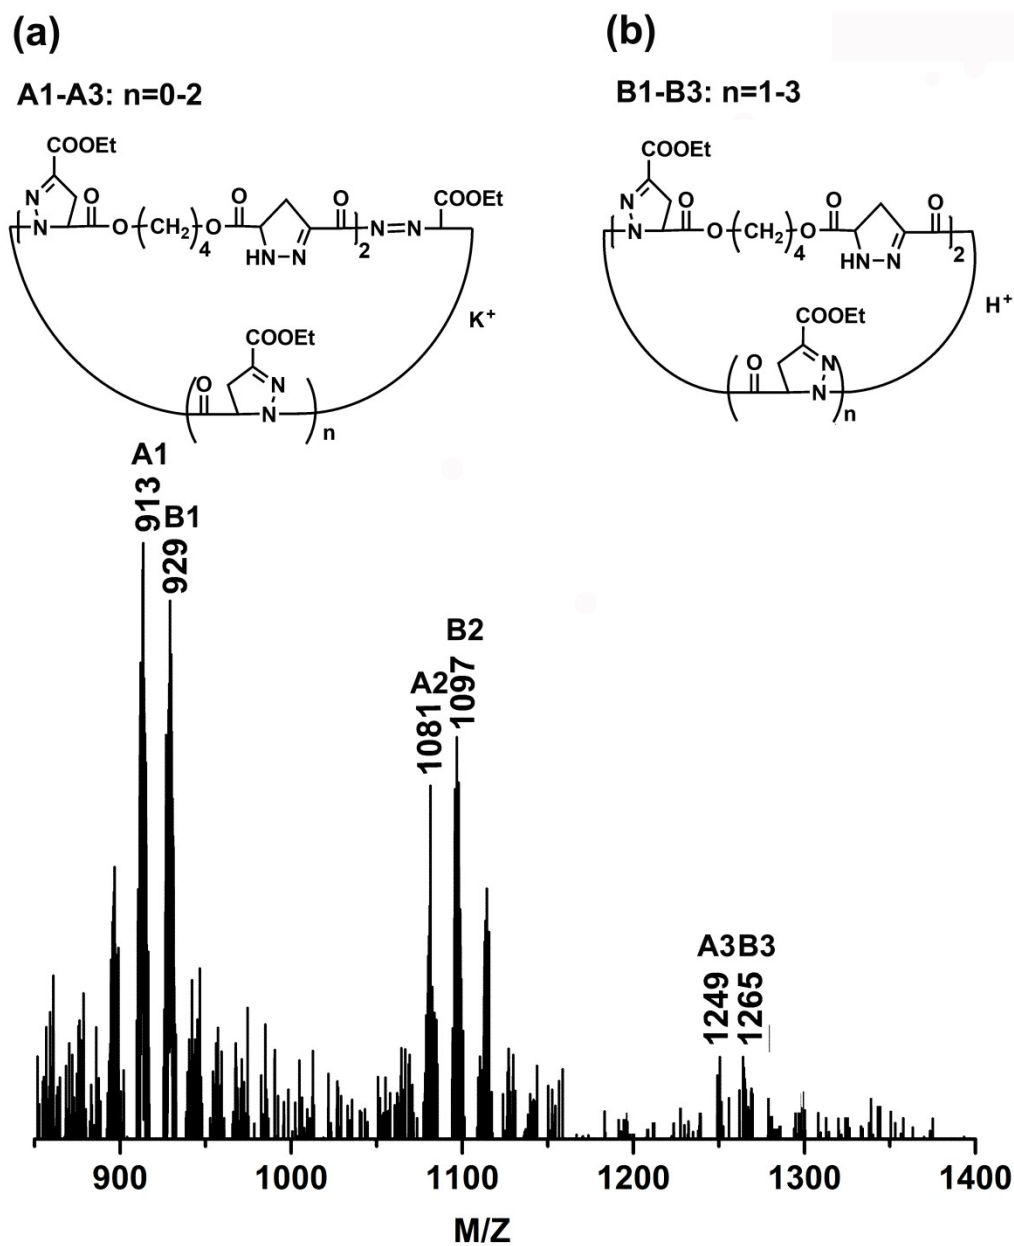 (a)
A1-A3: n=0-2
COOEt
N
N
O
O
(CH2)4
O
O
HN-N
O
]2
N=N
COOEt
K+
COOEt
O
N
N
n
(b)
B1-B3: n=1-3
COOEt
N
N
O
O
(CH2)4
O
O
HN-N
O
]2
H+
COOEt
O
N
N
n
A1
913
B1
929
A2
1081
B2
1097
A3
1249
B3
1265
900 1000 1100 1200 1300 1400
M/Z